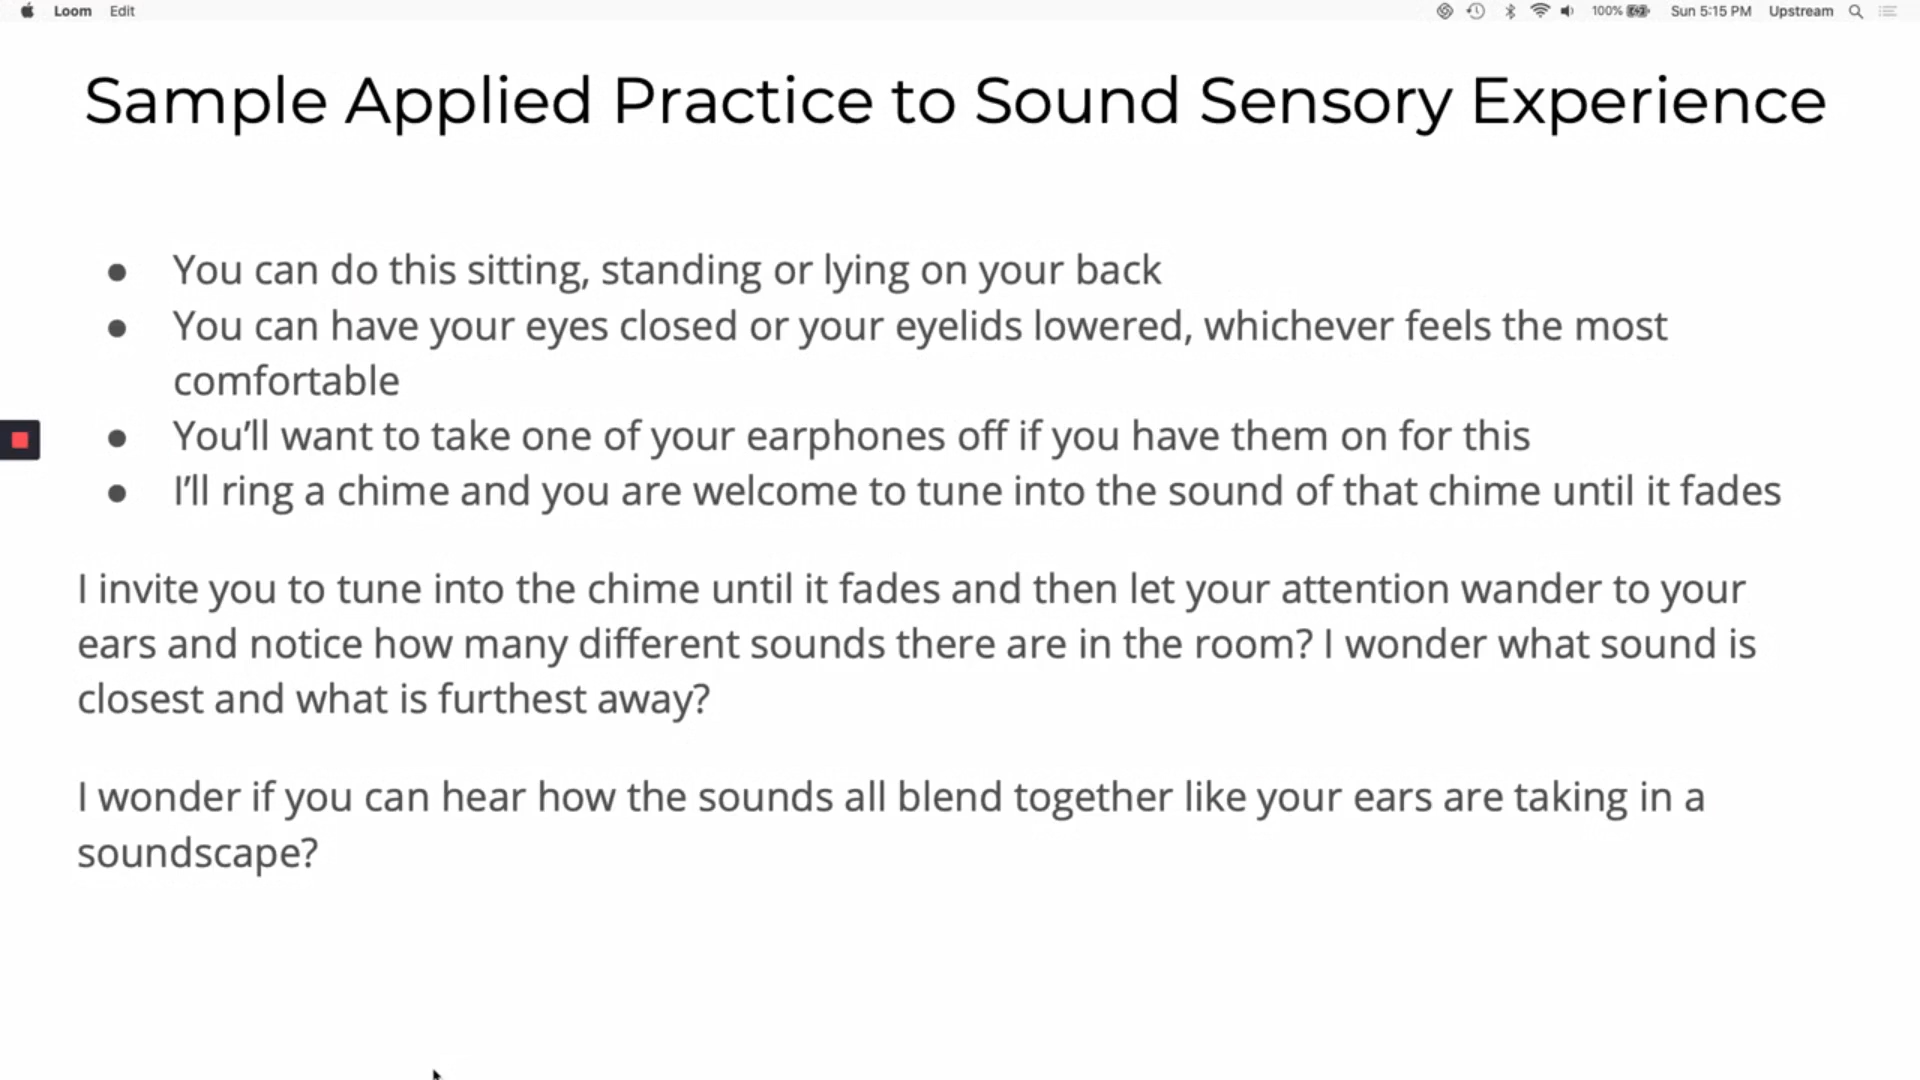 Loom Edit 100% Sun 5:15 PM Upstream
Sample Applied Practice to Sound Sensory Experience
● You can do this sitting, standing or lying on your back
● You can have your eyes closed or your eyelids lowered, whichever feels the most
comfortable
● You’ll want to take one of your earphones off if you have them on for this
● I’ll ring a chime and you are welcome to tune into the sound of that chime until it fades
I invite you to tune into the chime until it fades and then let your attention wander to your
ears and notice how many different sounds there are in the room? I wonder what sound is
closest and what is furthest away?
I wonder if you can hear how the sounds all blend together like your ears are taking in a
soundscape?